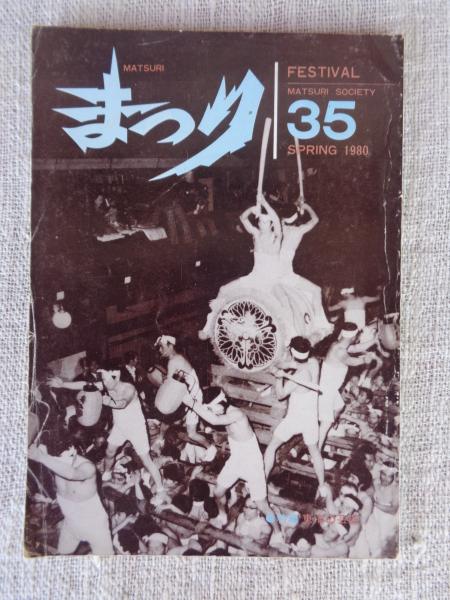 MATSURI
まつり
FESTIVAL
MATSURI SOCIETY
35
SPRING 1980